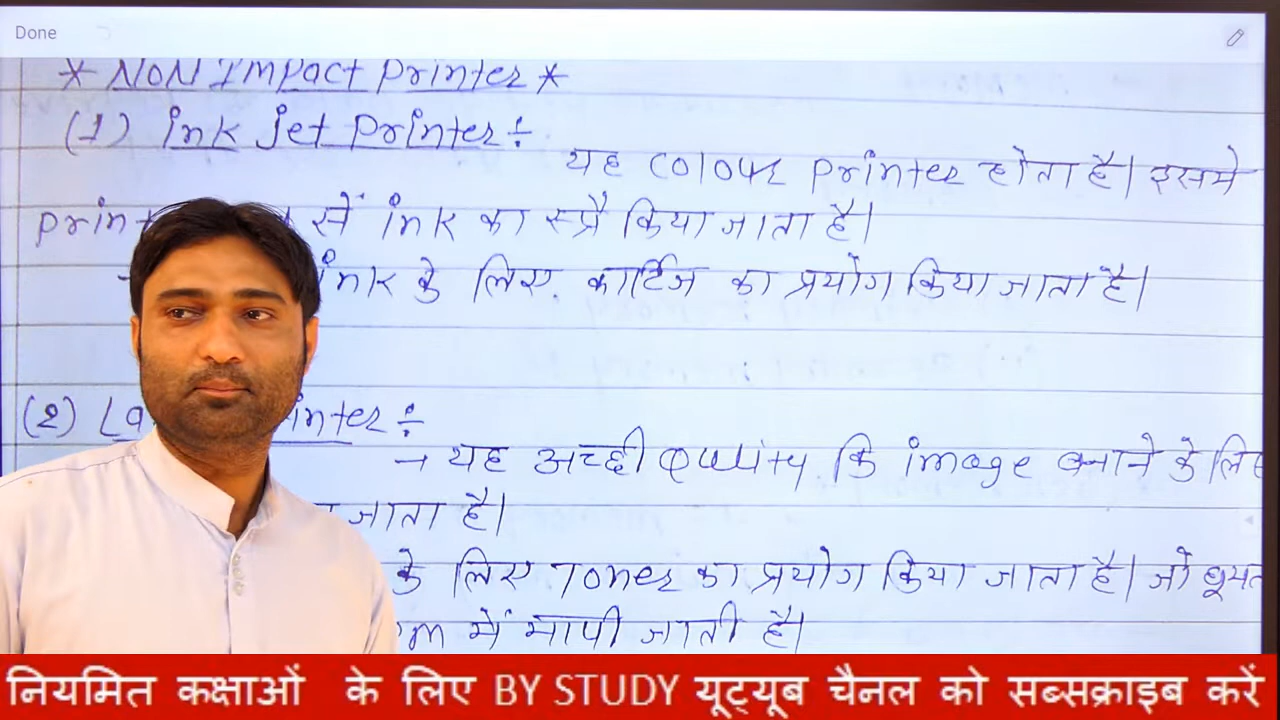 Done
* NON Impact Printer *
(1) ink jet Printer ÷
यह Colour printer होता है। इसमे
सें ink का स्प्रै किया जाता है।
ink के लिए कार्टिज का प्रयोग किया जाता है।
(2)
÷
→ यह अच्छी Qulity कि image बनाने के लिए
जाता है।
के लिए Toner का प्रयोग किया जाता है। जो
में मापी जाती है।
नियमित कक्षाओं के लिए BY STUDY यूट्यूब चैनल को सब्सक्राइब करें